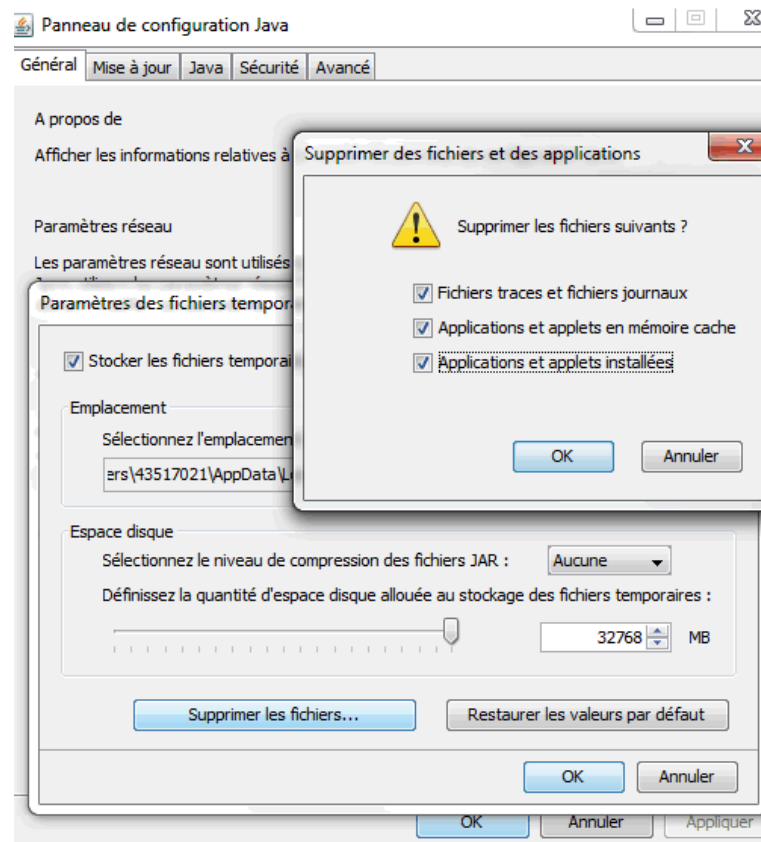 Panneau de configuration Java
Général Mise à jour Java Sécurité Avancé
A propos de
Afficher les informations relatives à
Paramètres réseau
Les paramètres réseau sont utilisés
Supprimer des fichiers et des applications
Supprimer les fichiers suivants ?
Fichiers traces et fichiers journaux
Applications et applets en mémoire cache
Applications et applets installées
OK Annuler
Paramètres des fichiers tempor
Stocker les fichiers temporai
Emplacement
Sélectionnez l'emplacemen
ers\43517021\AppData\L
Espace disque
Sélectionnez le niveau de compression des fichiers JAR : Aucune
Définissez la quantité d'espace disque allouée au stockage des fichiers temporaires :
32768 MB
Supprimer les fichiers... Restaurer les valeurs par défaut
OK Annuler
OK Annuler Appliquer